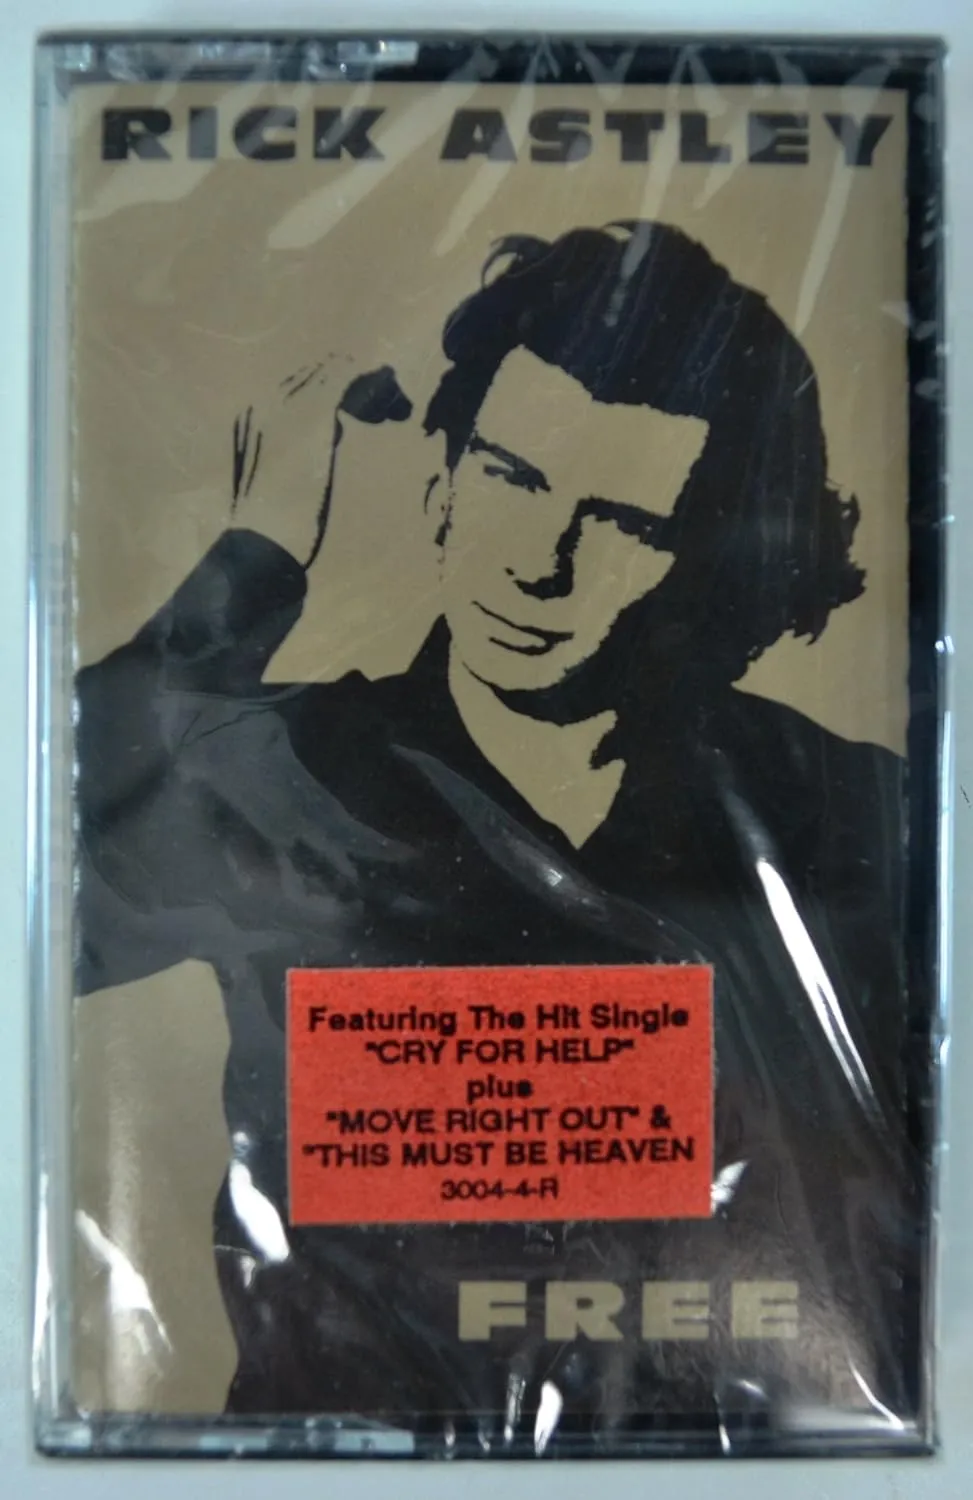 RICK ASTLEY
Featuring The Hit Single
"CRY FOR HELP"
plus
"MOVE RIGHT OUT" &
"THIS MUST BE HEAVEN
3004-4-R
FREE